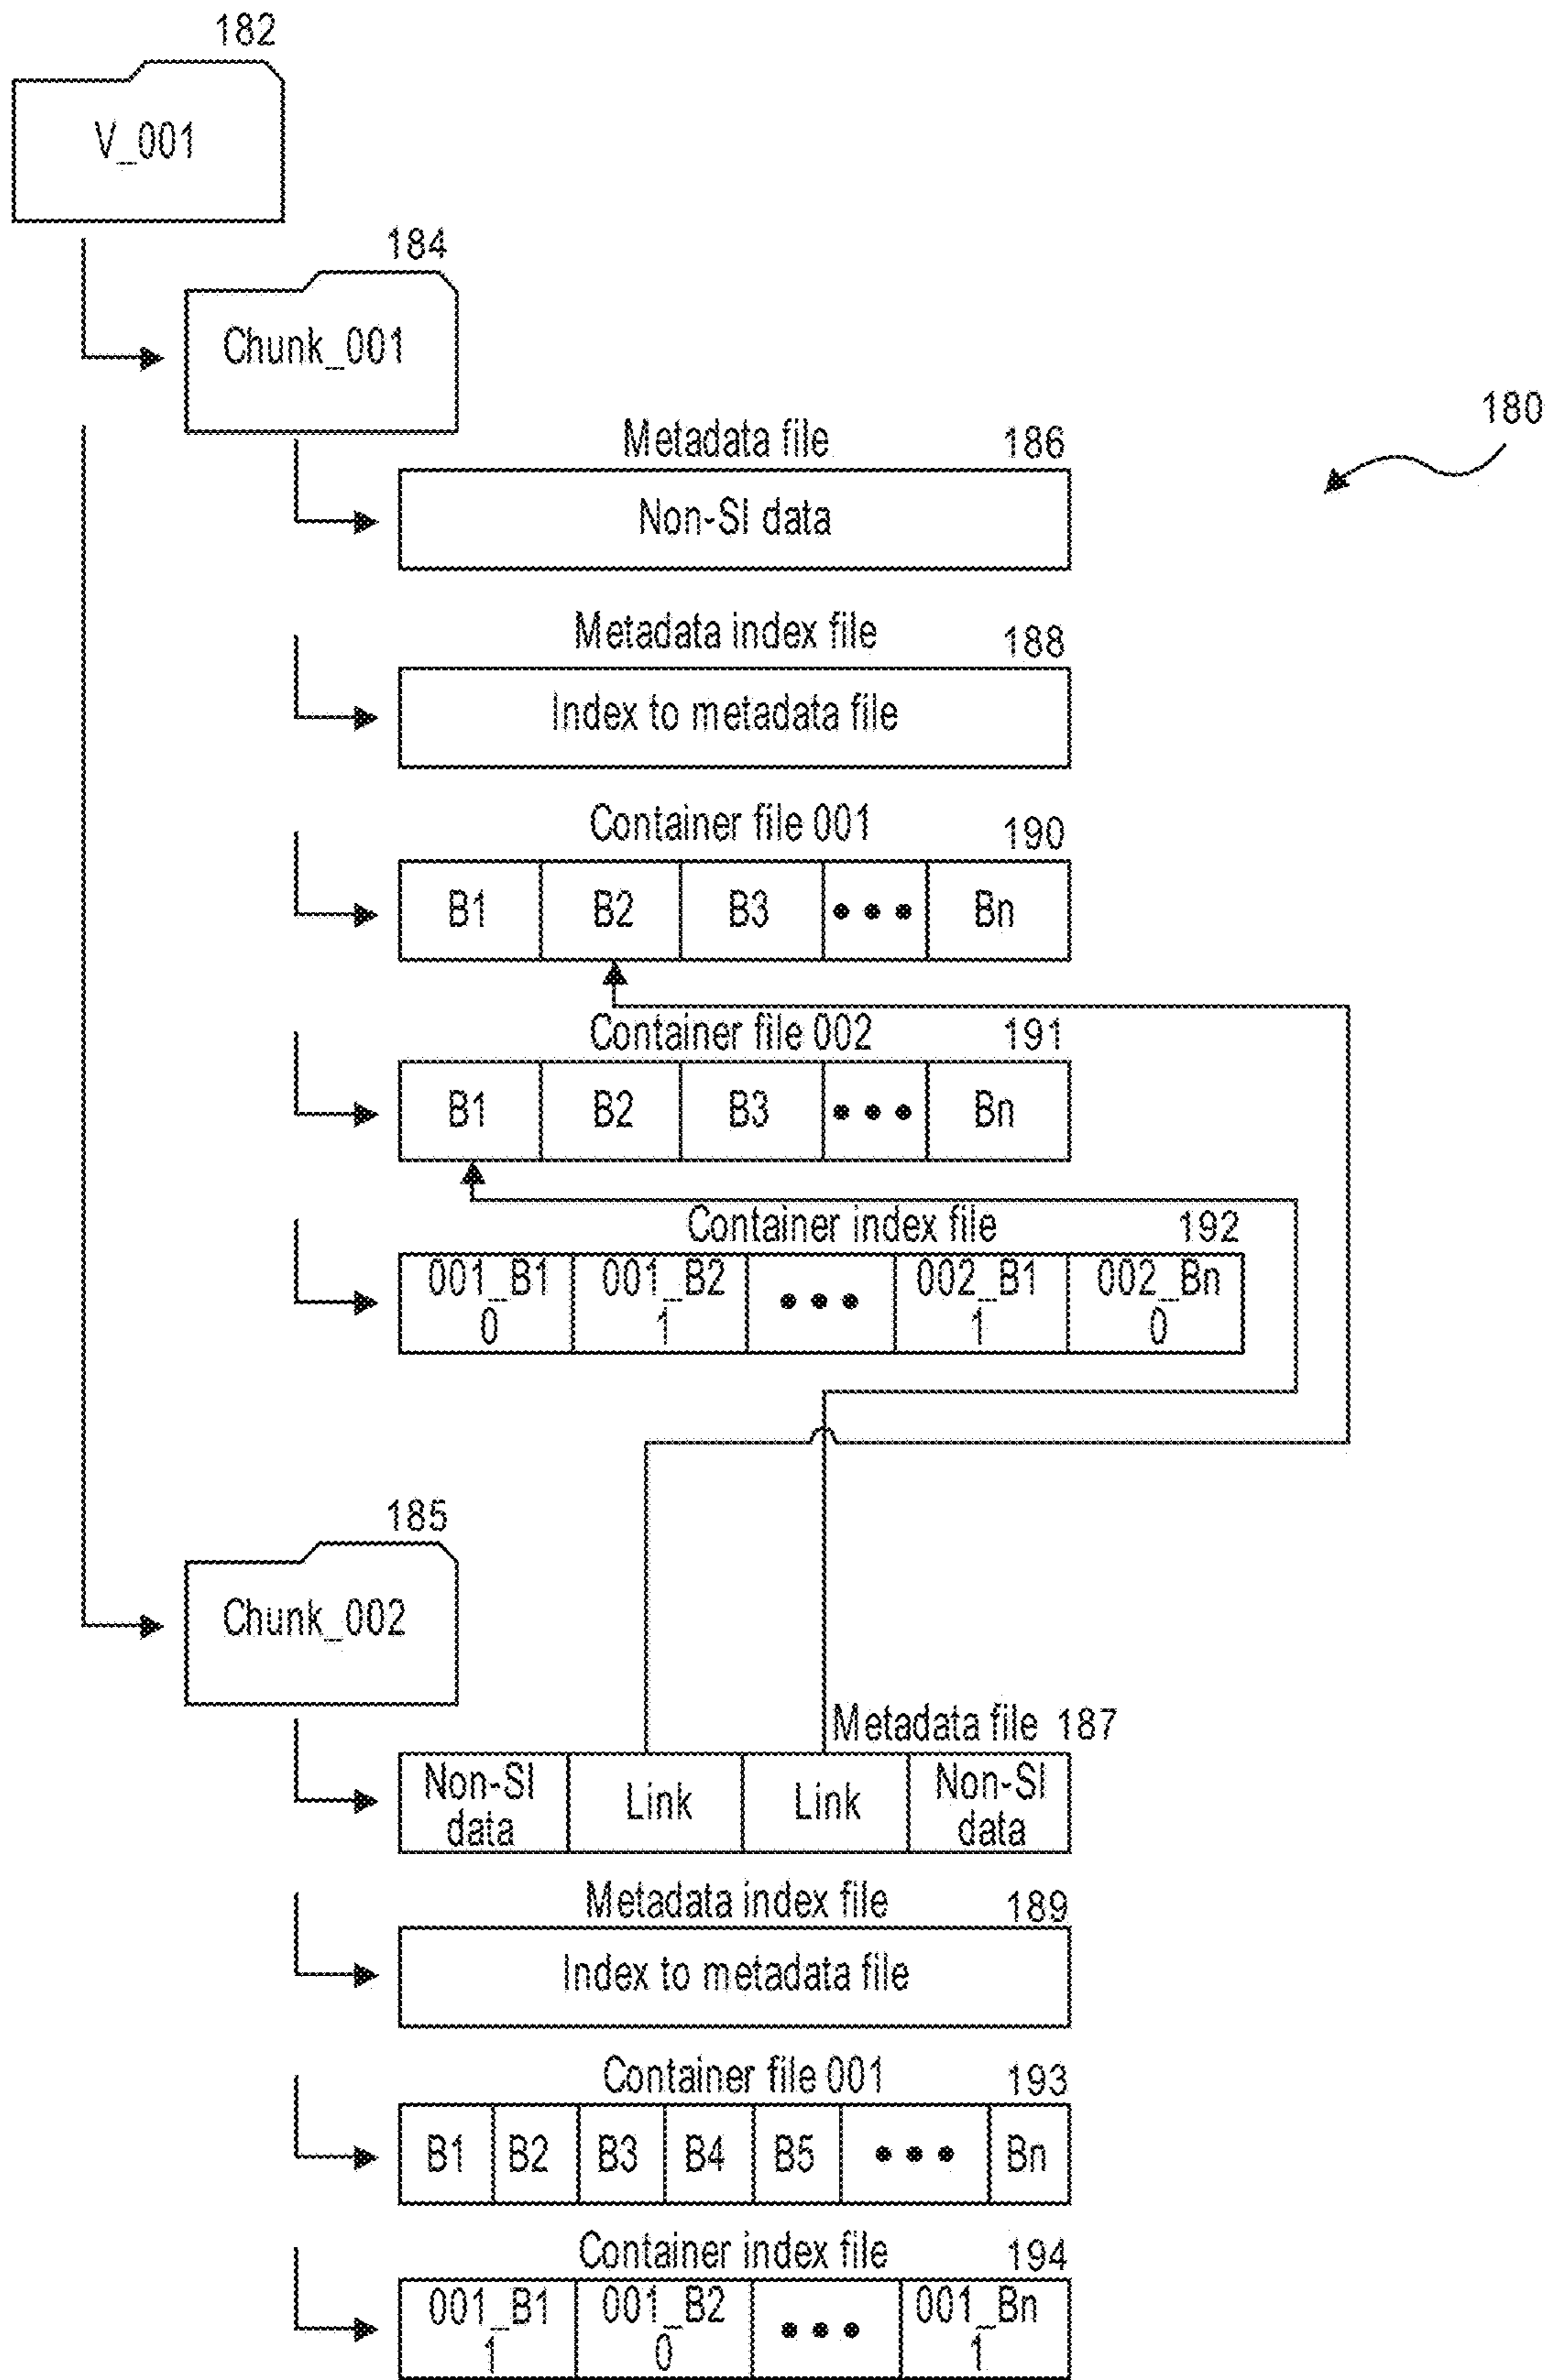 182
V_001
184
Chunk_001
180
Metadata file 186
Non-SI data
Metadata index file 188
Index to metadata file
Container file 001 190
B1 B2 B3 ••• Bn
Container file 002 191
B1 B2 B3 ••• Bn
Container index file 192
001_B1 001_B2 ••• 002_B1 002_Bn
0 1 1 0
185
Chunk_002
Metadata file 187
Non-SI Link Link Non-SI
data data
Metadata index file 189
Index to metadata file
Container file 001 193
B1 B2 B3 B4 B5 ••• Bn
Container index file 194
001_B1 001_B2 ••• 001_Bn
1 0 1